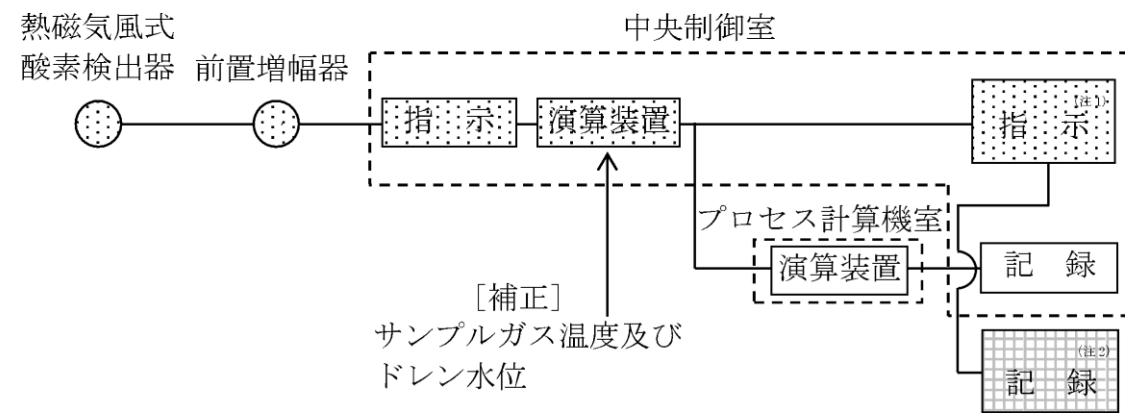 熱磁気風式
酸素検出器
前置増幅器
中央制御室
指 示
演算装置
指 示(注1)
プロセス計算機室
演算装置
記 録
[補正]
サンプルガス温度及び
ドレン水位
記 録(注2)